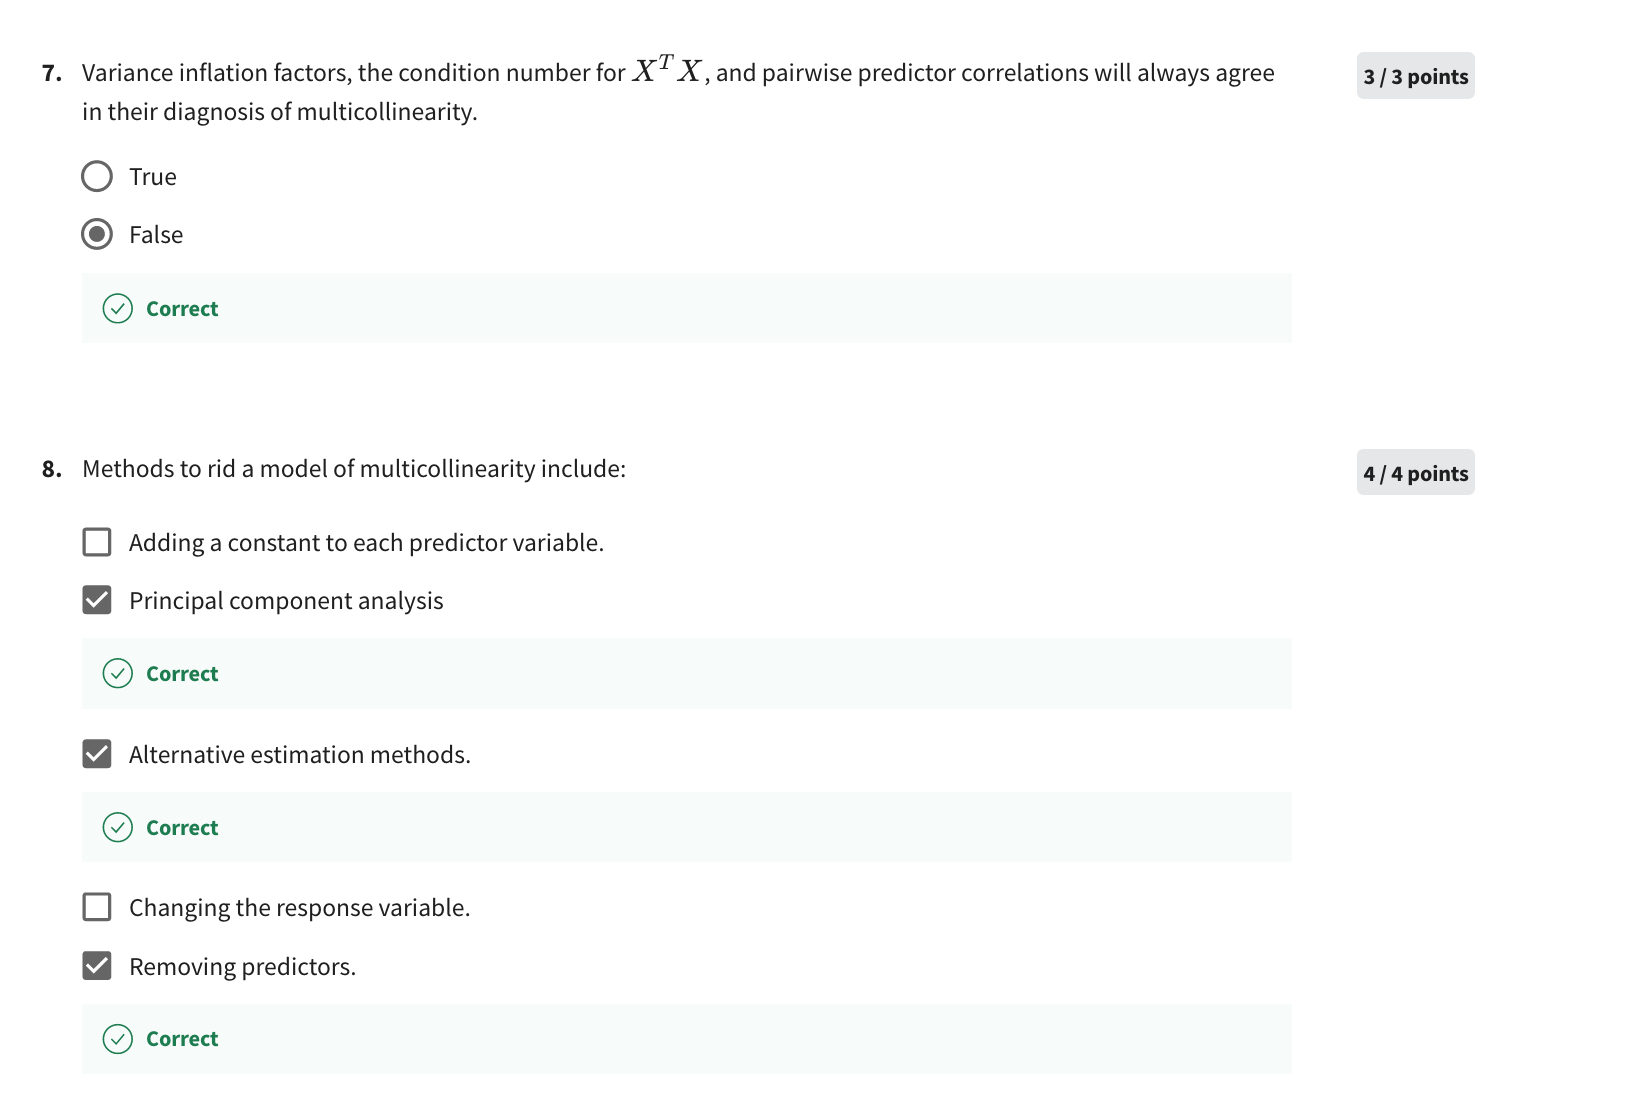 7. Variance inflation factors, the condition number for X^T X, and pairwise predictor correlations will always agree
in their diagnosis of multicollinearity.
3 / 3 points
True
False
Correct
8. Methods to rid a model of multicollinearity include:
4 / 4 points
Adding a constant to each predictor variable.
Principal component analysis
Correct
Alternative estimation methods.
Correct
Changing the response variable.
Removing predictors.
Correct